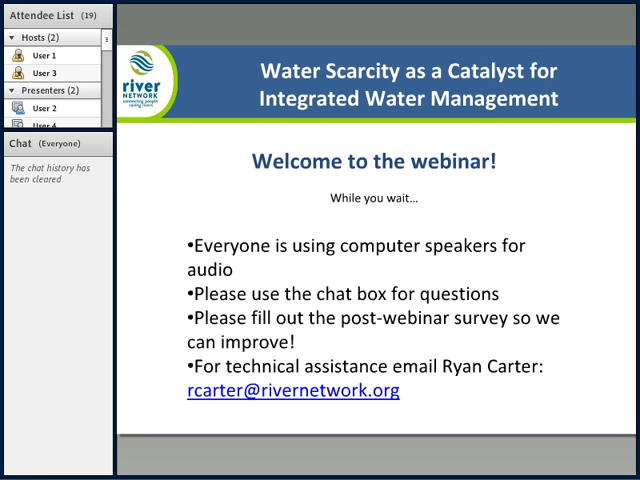 Attendee List (19)
Hosts (2)
User 1
User 3
Presenters (2)
User 2
User 4
Chat (Everyone)
The chat history has
been cleared
river
NETWORK
connecting people
saving rivers
Water Scarcity as a Catalyst for
Integrated Water Management
Welcome to the webinar!
While you wait…
•Everyone is using computer speakers for
audio
•Please use the chat box for questions
•Please fill out the post-webinar survey so we
can improve!
•For technical assistance email Ryan Carter:
rcarter@rivernetwork.org